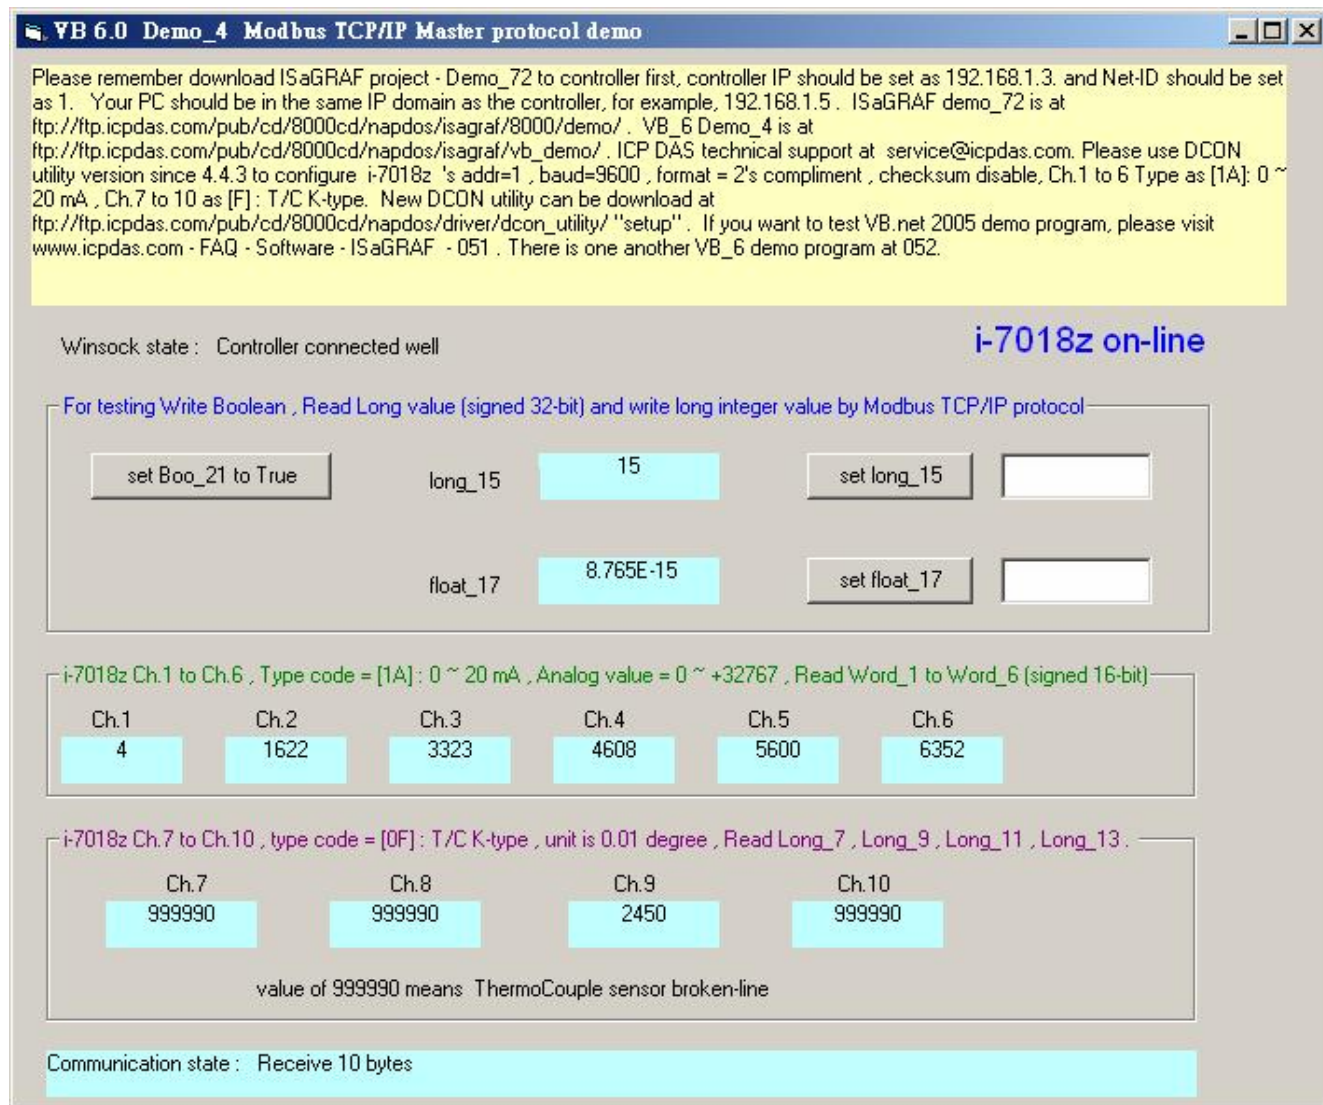 VB 6.0 Demo_4 Modbus TCP/IP Master protocol demo
Please remember download ISaGRAF project - Demo_72 to controller first, controller IP should be set as 192.168.1.3. and Net-ID should be set
as 1. Your PC should be in the same IP domain as the controller, for example, 192.168.1.5 . ISaGRAF demo_72 is at
ftp://ftp.icpdas.com/pub/cd/8000cd/napdos/isagraf/8000/demo/ . VB_6 Demo_4 is at
ftp://ftp.icpdas.com/pub/cd/8000cd/napdos/isagraf/vb_demo/ . ICP DAS technical support at service@icpdas.com. Please use DCON
utility version since 4.4.3 to configure i-7018z 's addr=1 , baud=9600 , format = 2's compliment , checksum disable, Ch.1 to 6 Type as [1A]: 0 ~
20 mA , Ch.7 to 10 as [F] : T/C K-type. New DCON utility can be download at
ftp://ftp.icpdas.com/pub/cd/8000cd/napdos/driver/dcon_utility/ "setup" . If you want to test VB.net 2005 demo program, please visit
www.icpdas.com - FAQ - Software - ISaGRAF - 051 . There is one another VB_6 demo program at 052.
Winsock state : Controller connected well
i-7018z on-line
For testing Write Boolean , Read Long value (signed 32-bit) and write long integer value by Modbus TCP/IP protocol
set Boo_21 to True long_15 15 set long_15
float_17 8.765E-15 set float_17
i-7018z Ch.1 to Ch.6 , Type code = [1A] : 0 ~ 20 mA , Analog value = 0 ~ +32767 , Read Word_1 to Word_6 (signed 16-bit)
Ch.1 Ch.2 Ch.3 Ch.4 Ch.5 Ch.6
4 1622 3323 4608 5600 6352
i-7018z Ch.7 to Ch.10 , type code = [0F] : T/C K-type , unit is 0.01 degree , Read Long_7 , Long_9 , Long_11 , Long_13 .
Ch.7 Ch.8 Ch.9 Ch.10
999990 999990 2450 999990
value of 999990 means ThermoCouple sensor broken-line
Communication state : Receive 10 bytes